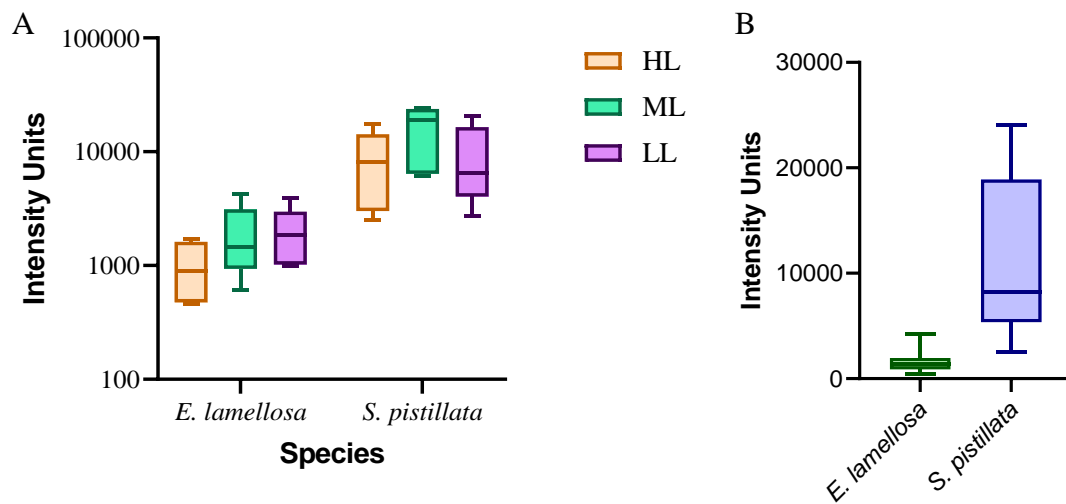 A
Intensity Units
100000
10000
1000
100
E. lamellosa
S. pistillata
Species
HL
ML
LL
B
Intensity Units
30000
20000
10000
0
E. lamellosa
S. pistillata